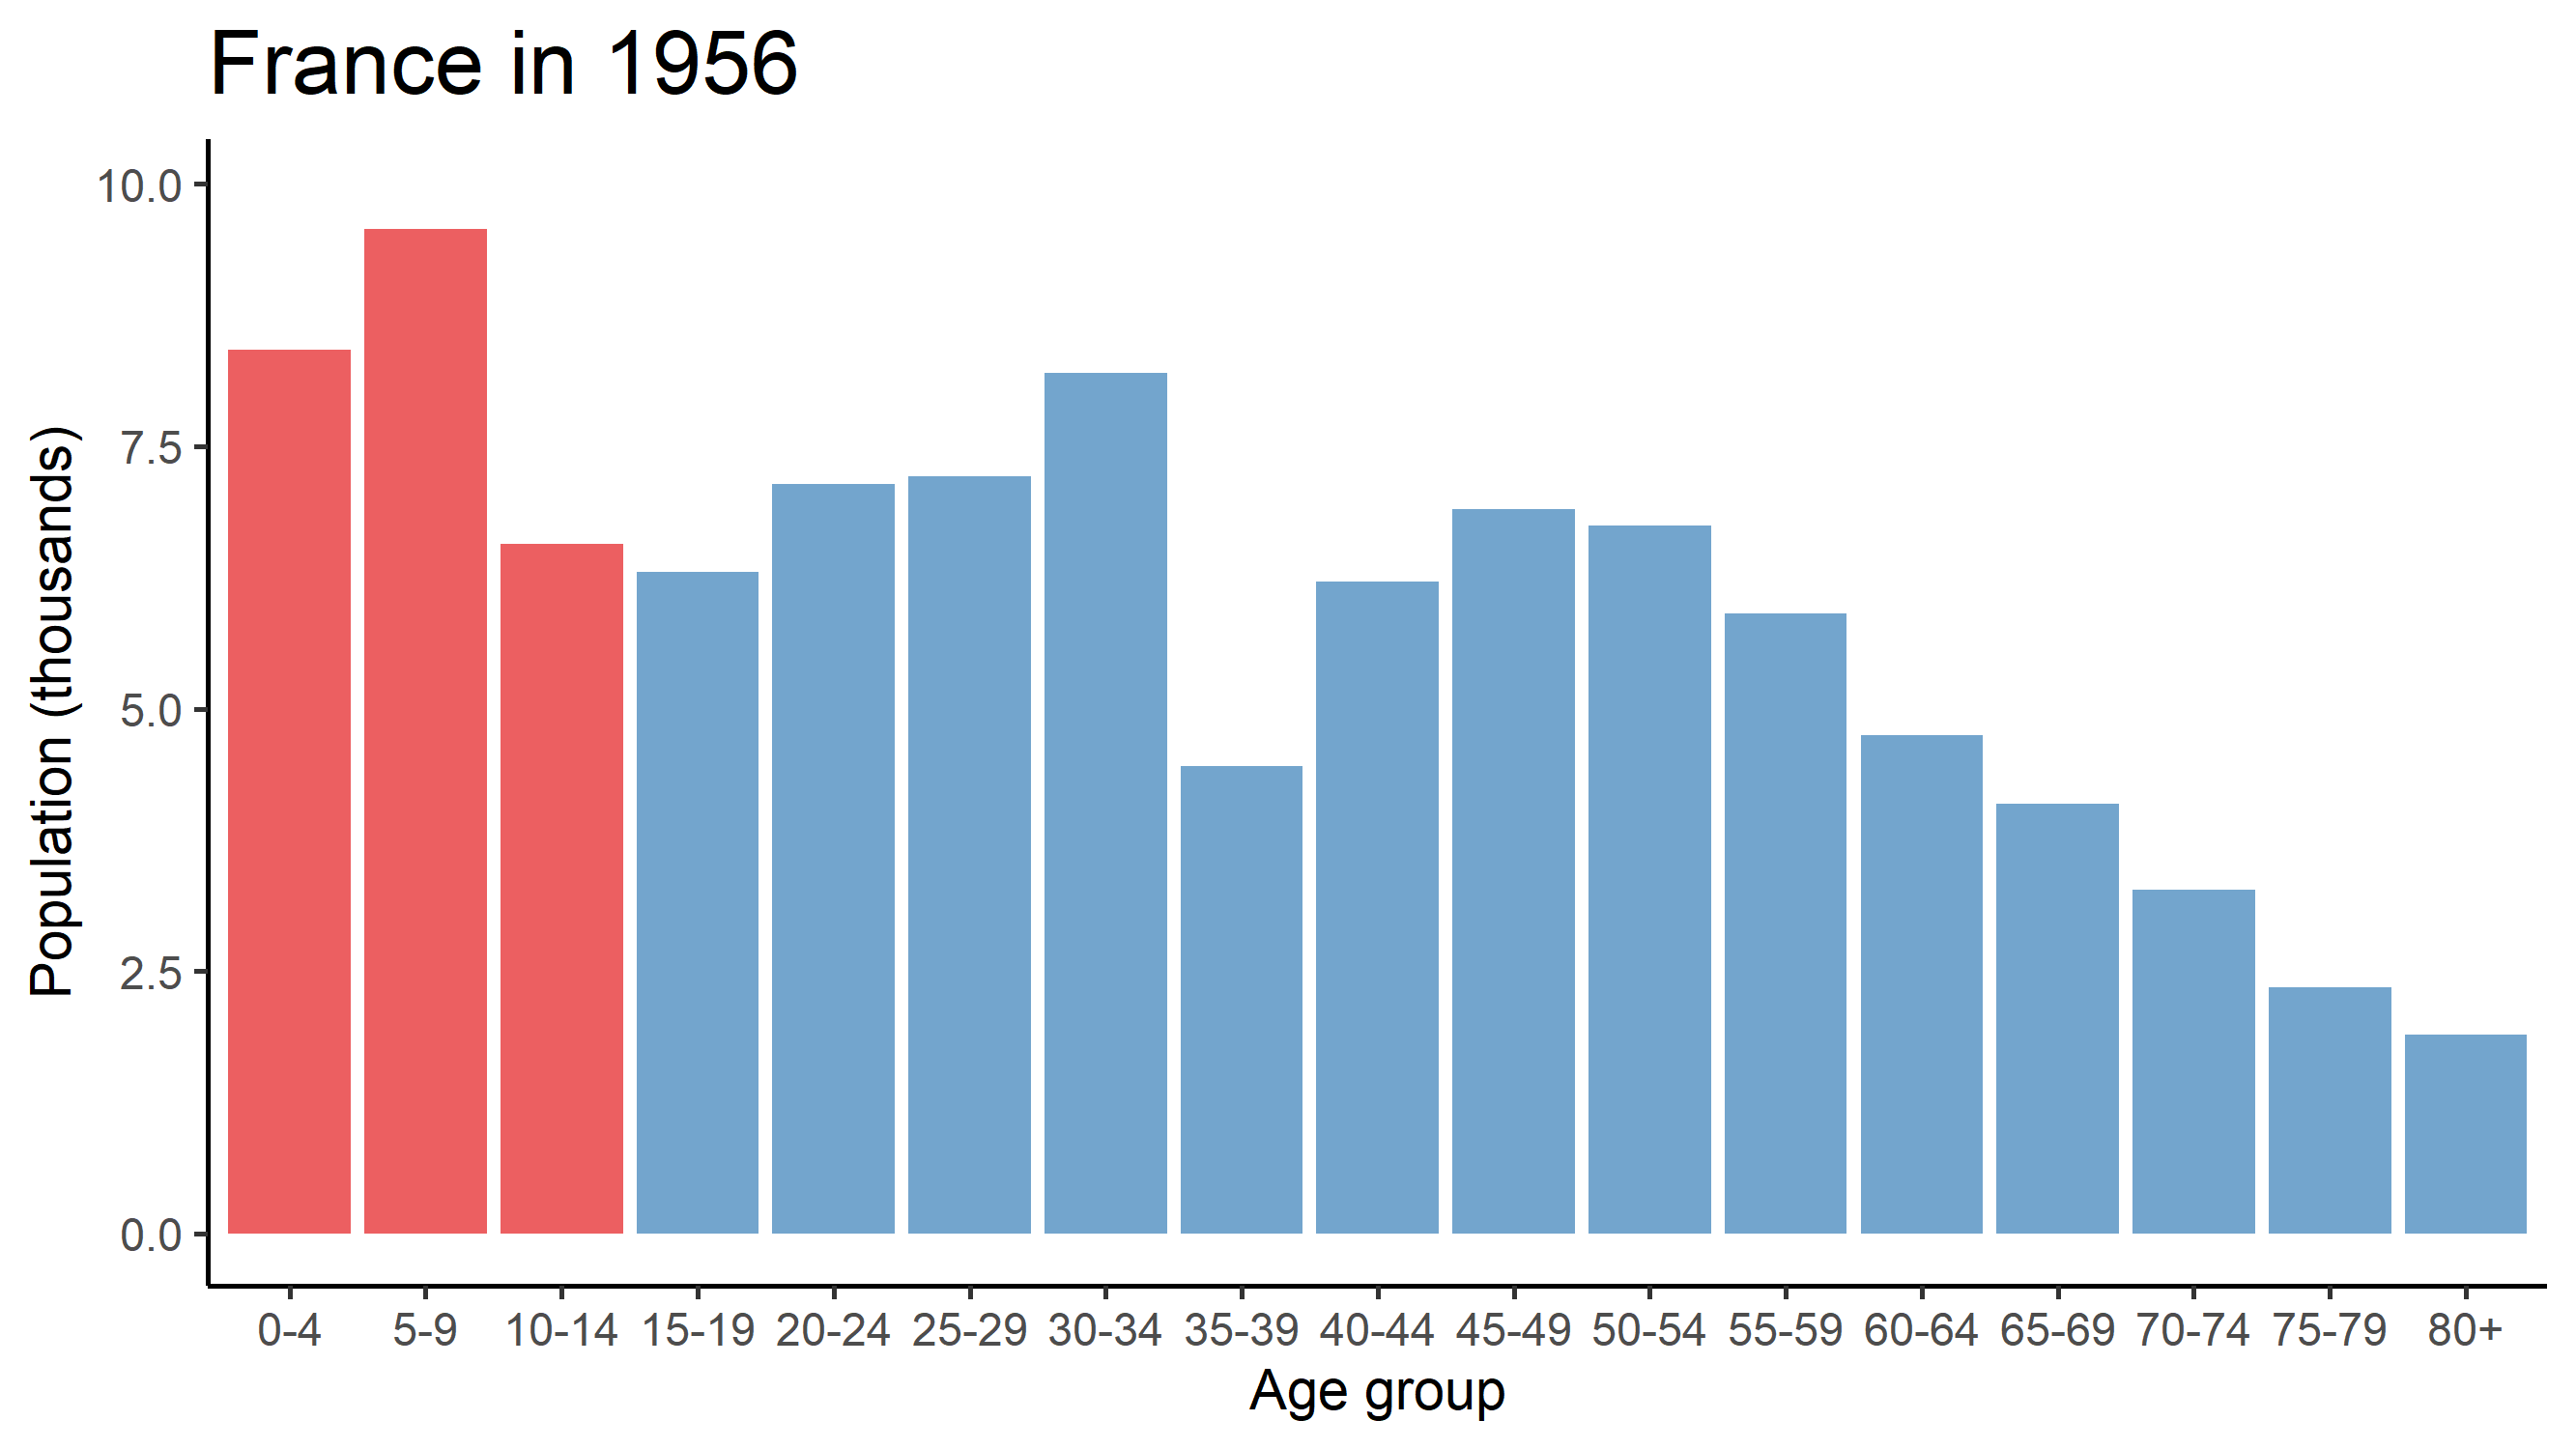 France in 1956
Population (thousands)
10.0
7.5
5.0
2.5
0.0
0-4 5-9 10-14 15-19 20-24 25-29 30-34 35-39 40-44 45-49 50-54 55-59 60-64 65-69 70-74 75-79 80+
Age group